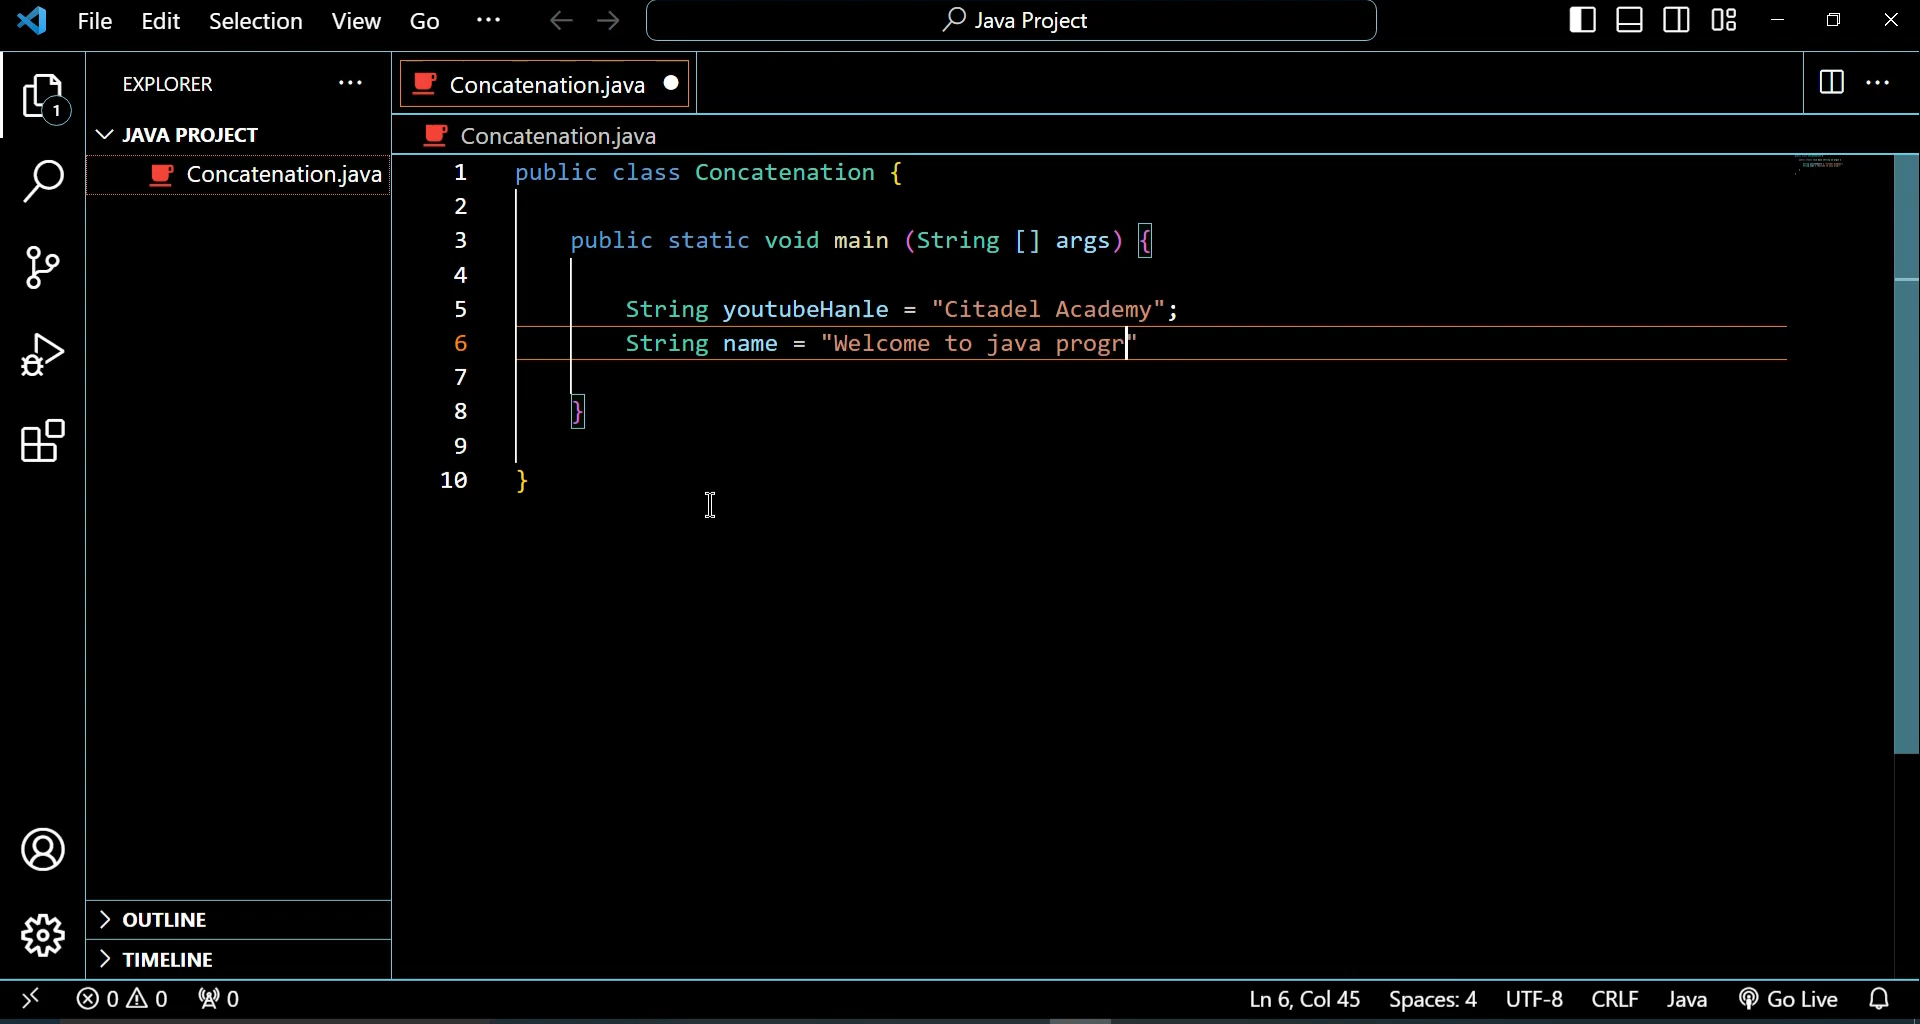 File Edit Selection View Go ··· Java Project
EXPLORER ···
1
JAVA PROJECT
Concatenation.java
Concatenation.java
Concatenation.java
1 public class Concatenation {
2
3 public static void main (String [] args) {
4
5 String youtubeHanle = "Citadel Academy";
6 String name = "Welcome to java progr"
7
8 }
9
10 }
OUTLINE
TIMELINE
0 0 0 Ln 6, Col 45 Spaces: 4 UTF-8 CRLF Java Go Live